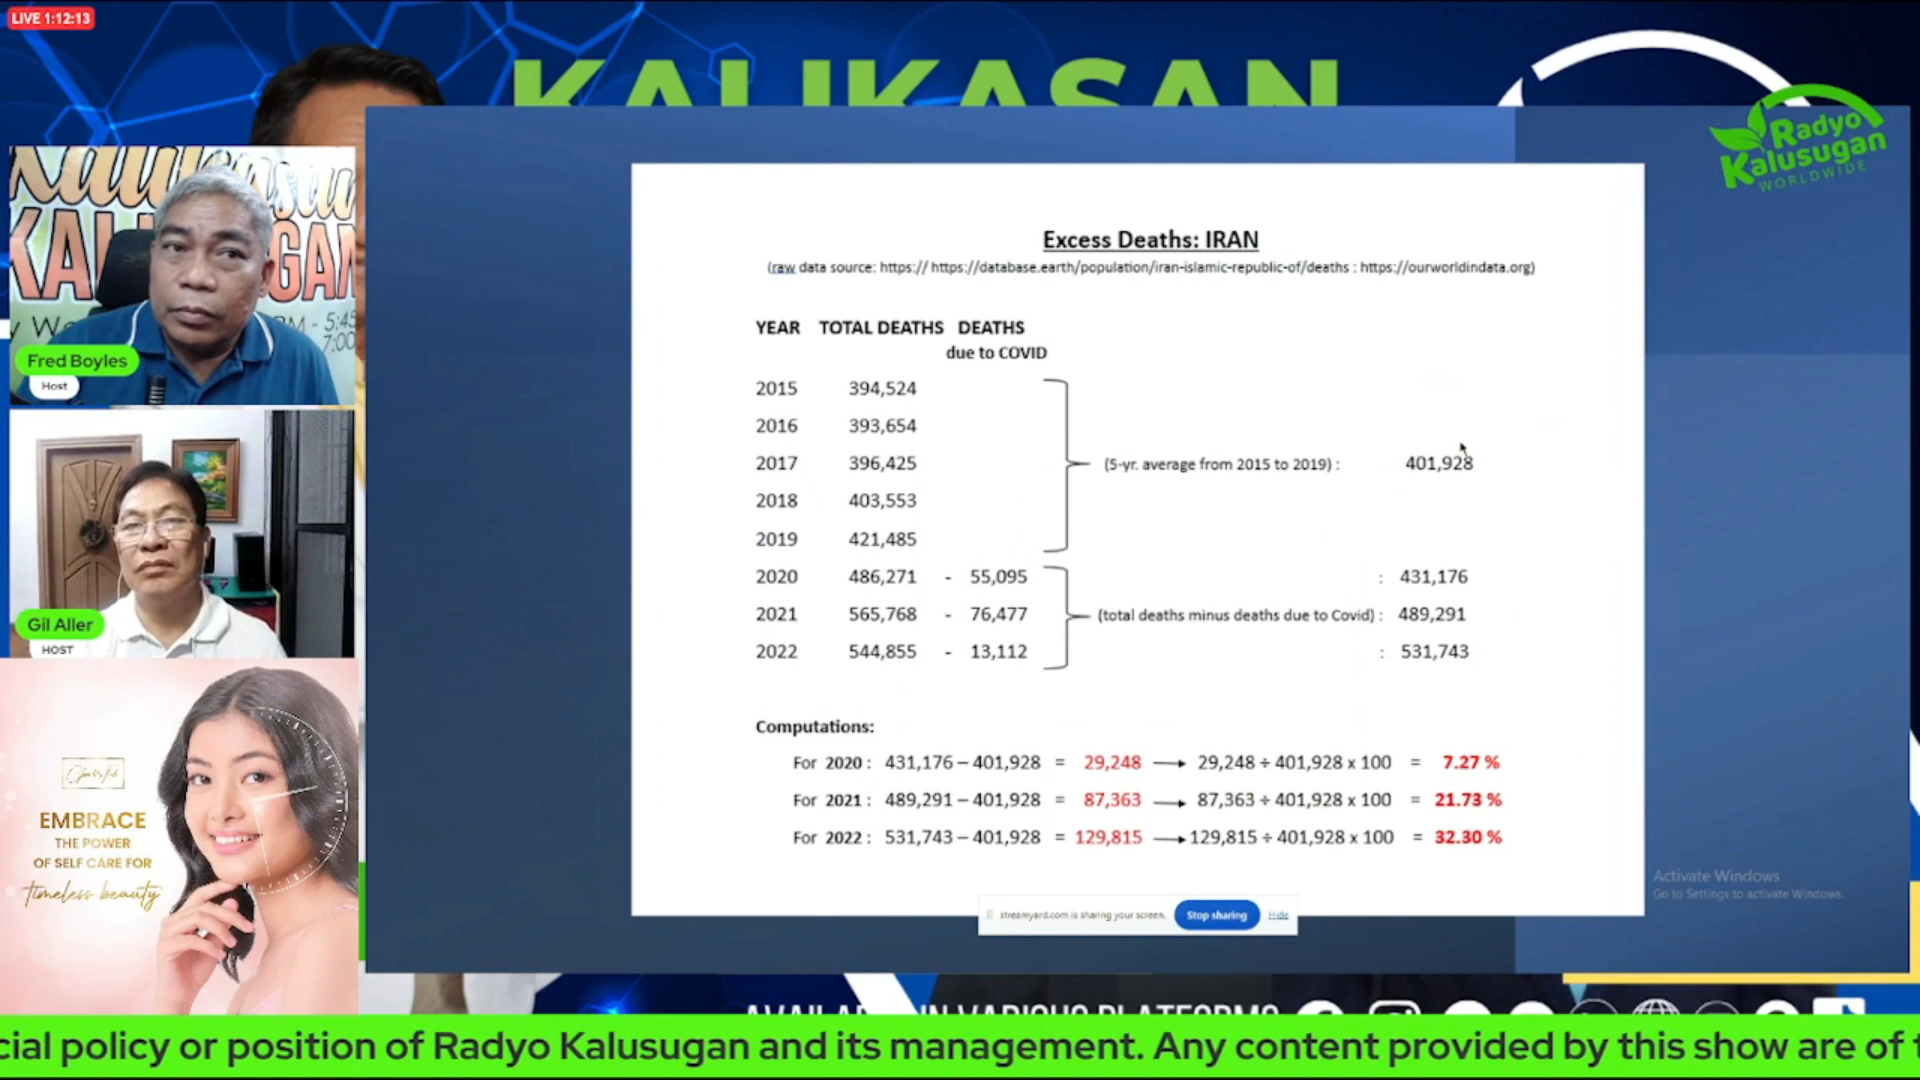 LIVE 1:12:13
KALIKASAN
Radyo
Kalusugan
WORLDWIDE
Fred Boyles
Host
Gil Aller
HOST
EMBRACE
THE POWER
OF SELF CARE FOR
timeless beauty
Excess Deaths: IRAN
(raw data source: https:// https://database.earth/population/iran-islamic-republic-of/deaths : https://ourworldindata.org)
YEAR TOTAL DEATHS DEATHS
due to COVID
2015 394,524
2016 393,654
2017 396,425 (5-yr. average from 2015 to 2019) : 401,928
2018 403,553
2019 421,485
2020 486,271 - 55,095 : 431,176
2021 565,768 - 76,477 (total deaths minus deaths due to Covid) : 489,291
2022 544,855 - 13,112 : 531,743
Computations:
For 2020 : 431,176 – 401,928 = 29,248 → 29,248 ÷ 401,928 x 100 = 7.27 %
For 2021 : 489,291 – 401,928 = 87,363 → 87,363 ÷ 401,928 x 100 = 21.73 %
For 2022 : 531,743 – 401,928 = 129,815 → 129,815 ÷ 401,928 x 100 = 32.30 %
streamyard.com is sharing your screen. Stop sharing Hide
Activate Windows
Go to Settings to activate Windows.
AVAILABLE IN VARIOUS PLATFORMS
cial policy or position of Radyo Kalusugan and its management. Any content provided by this show are of t